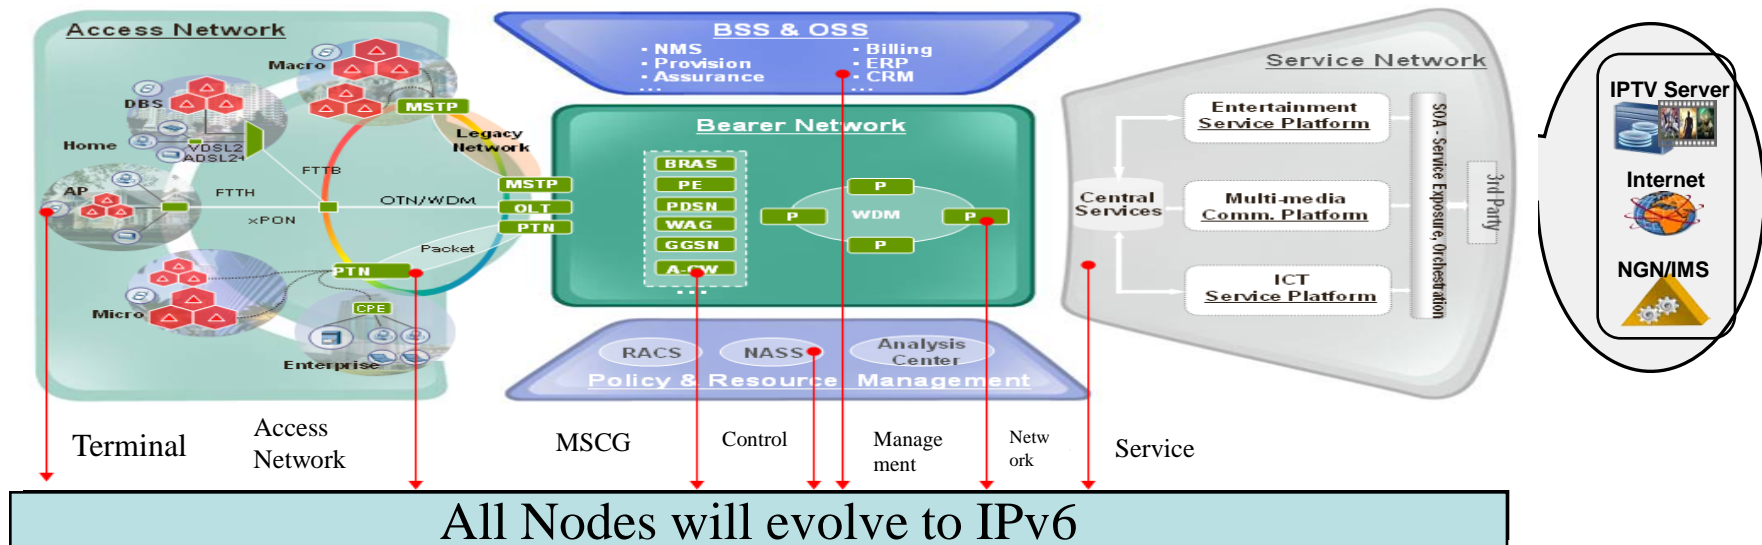 Access Network
Macro
DBS
MSTP
Home
VDSL2
ADSL2+
Legacy
Network
FTTB
AP
FTTH
OTN/WDM
xPON
MSTP
OLT
PTN
Packet
PTN
Micro
CPE
Enterprise
BSS & OSS
· NMS
· Provision
· Assurance
...
· Billing
· ERP
· CRM
...
Bearer Network
BRAS
PE
PDSN
WAG
GGSN
A-GW
...
P
P
WDM
P
P
RACS
NASS
Analysis
Center
Policy & Resource Management
Service Network
Entertainment
Service Platform
Central
Services
Multi-media
Comm. Platform
ICT
Service Platform
SOA - Service Exposure, Orchestration
3rd Party
IPTV Server
Internet
NGN/IMS
Terminal
Access
Network
MSCG
Control
Manage
ment
Netw
ork
Service
All Nodes will evolve to IPv6